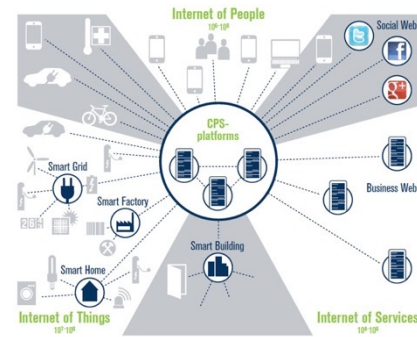 Internet of People
Social Web
CPS-
platforms
Smart Grid
Smart Factory
Business Web
Smart Building
Smart Home
Internet of Things
Internet of Services